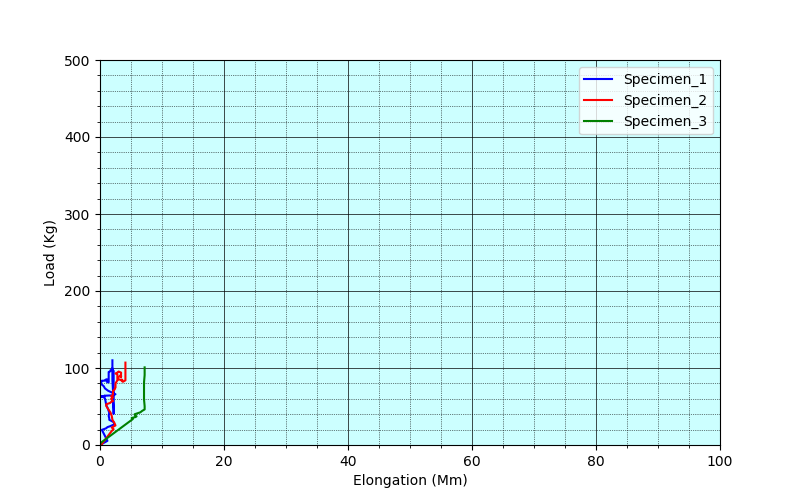 500
400
300
200
100
0
Load (Kg)
Specimen_1
Specimen_2
Specimen_3
0 20 40 60 80 100
Elongation (Mm)